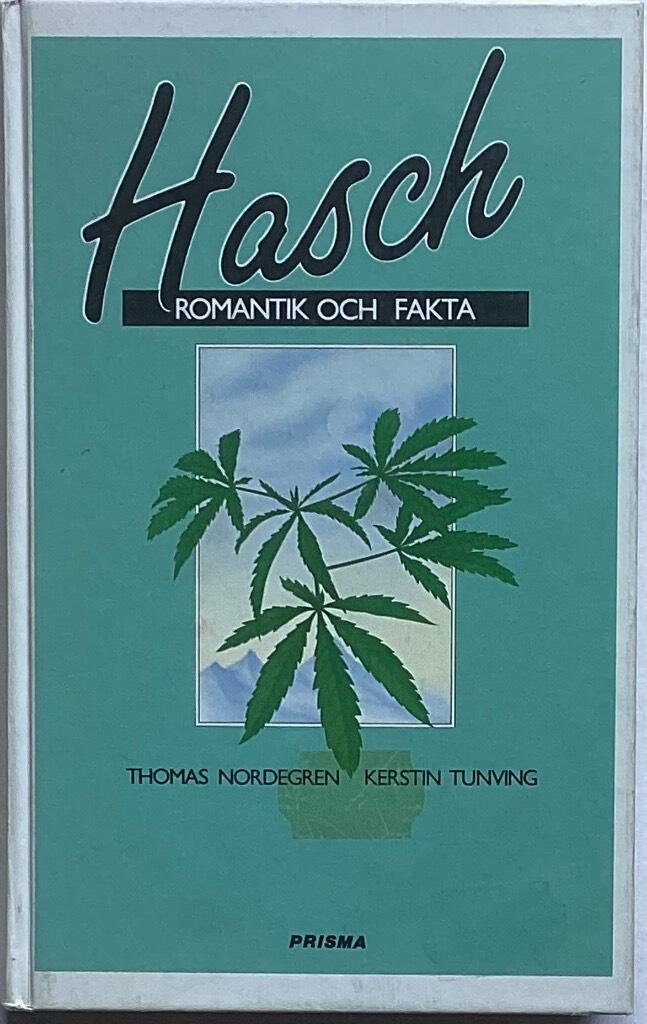 Hasch
ROMANTIK OCH FAKTA
THOMAS NORDEGREN KERSTIN TUNVING
PRISMA